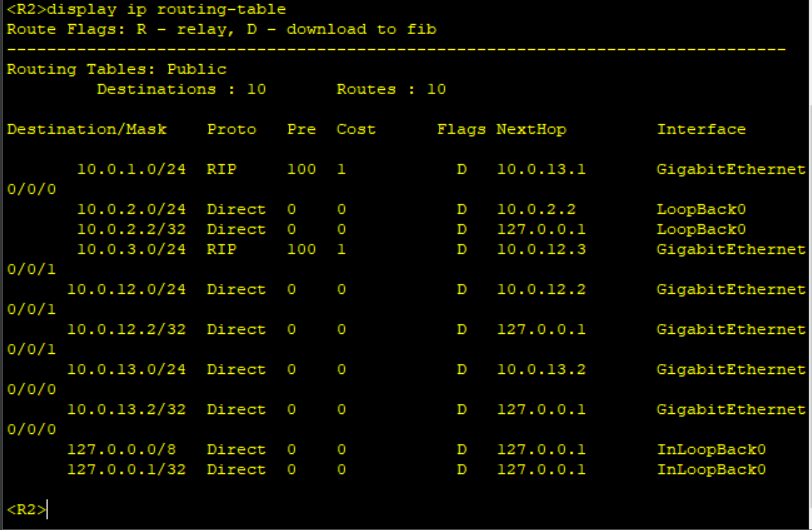 <R2>display ip routing-table
Route Flags: R - relay, D - download to fib
------------------------------------------------------------------------------
Routing Tables: Public
         Destinations : 10       Routes : 10

Destination/Mask    Proto   Pre  Cost      Flags NextHop         Interface

       10.0.1.0/24  RIP     100  1           D   10.0.13.1       GigabitEthernet
0/0/0
       10.0.2.0/24  Direct  0    0           D   10.0.2.2        LoopBack0
       10.0.2.2/32  Direct  0    0           D   127.0.0.1       LoopBack0
       10.0.3.0/24  RIP     100  1           D   10.0.12.3       GigabitEthernet
0/0/1
      10.0.12.0/24  Direct  0    0           D   10.0.12.2       GigabitEthernet
0/0/1
      10.0.12.2/32  Direct  0    0           D   127.0.0.1       GigabitEthernet
0/0/1
      10.0.13.0/24  Direct  0    0           D   10.0.13.2       GigabitEthernet
0/0/0
      10.0.13.2/32  Direct  0    0           D   127.0.0.1       GigabitEthernet
0/0/0
      127.0.0.0/8   Direct  0    0           D   127.0.0.1       InLoopBack0
      127.0.0.1/32  Direct  0    0           D   127.0.0.1       InLoopBack0

<R2>